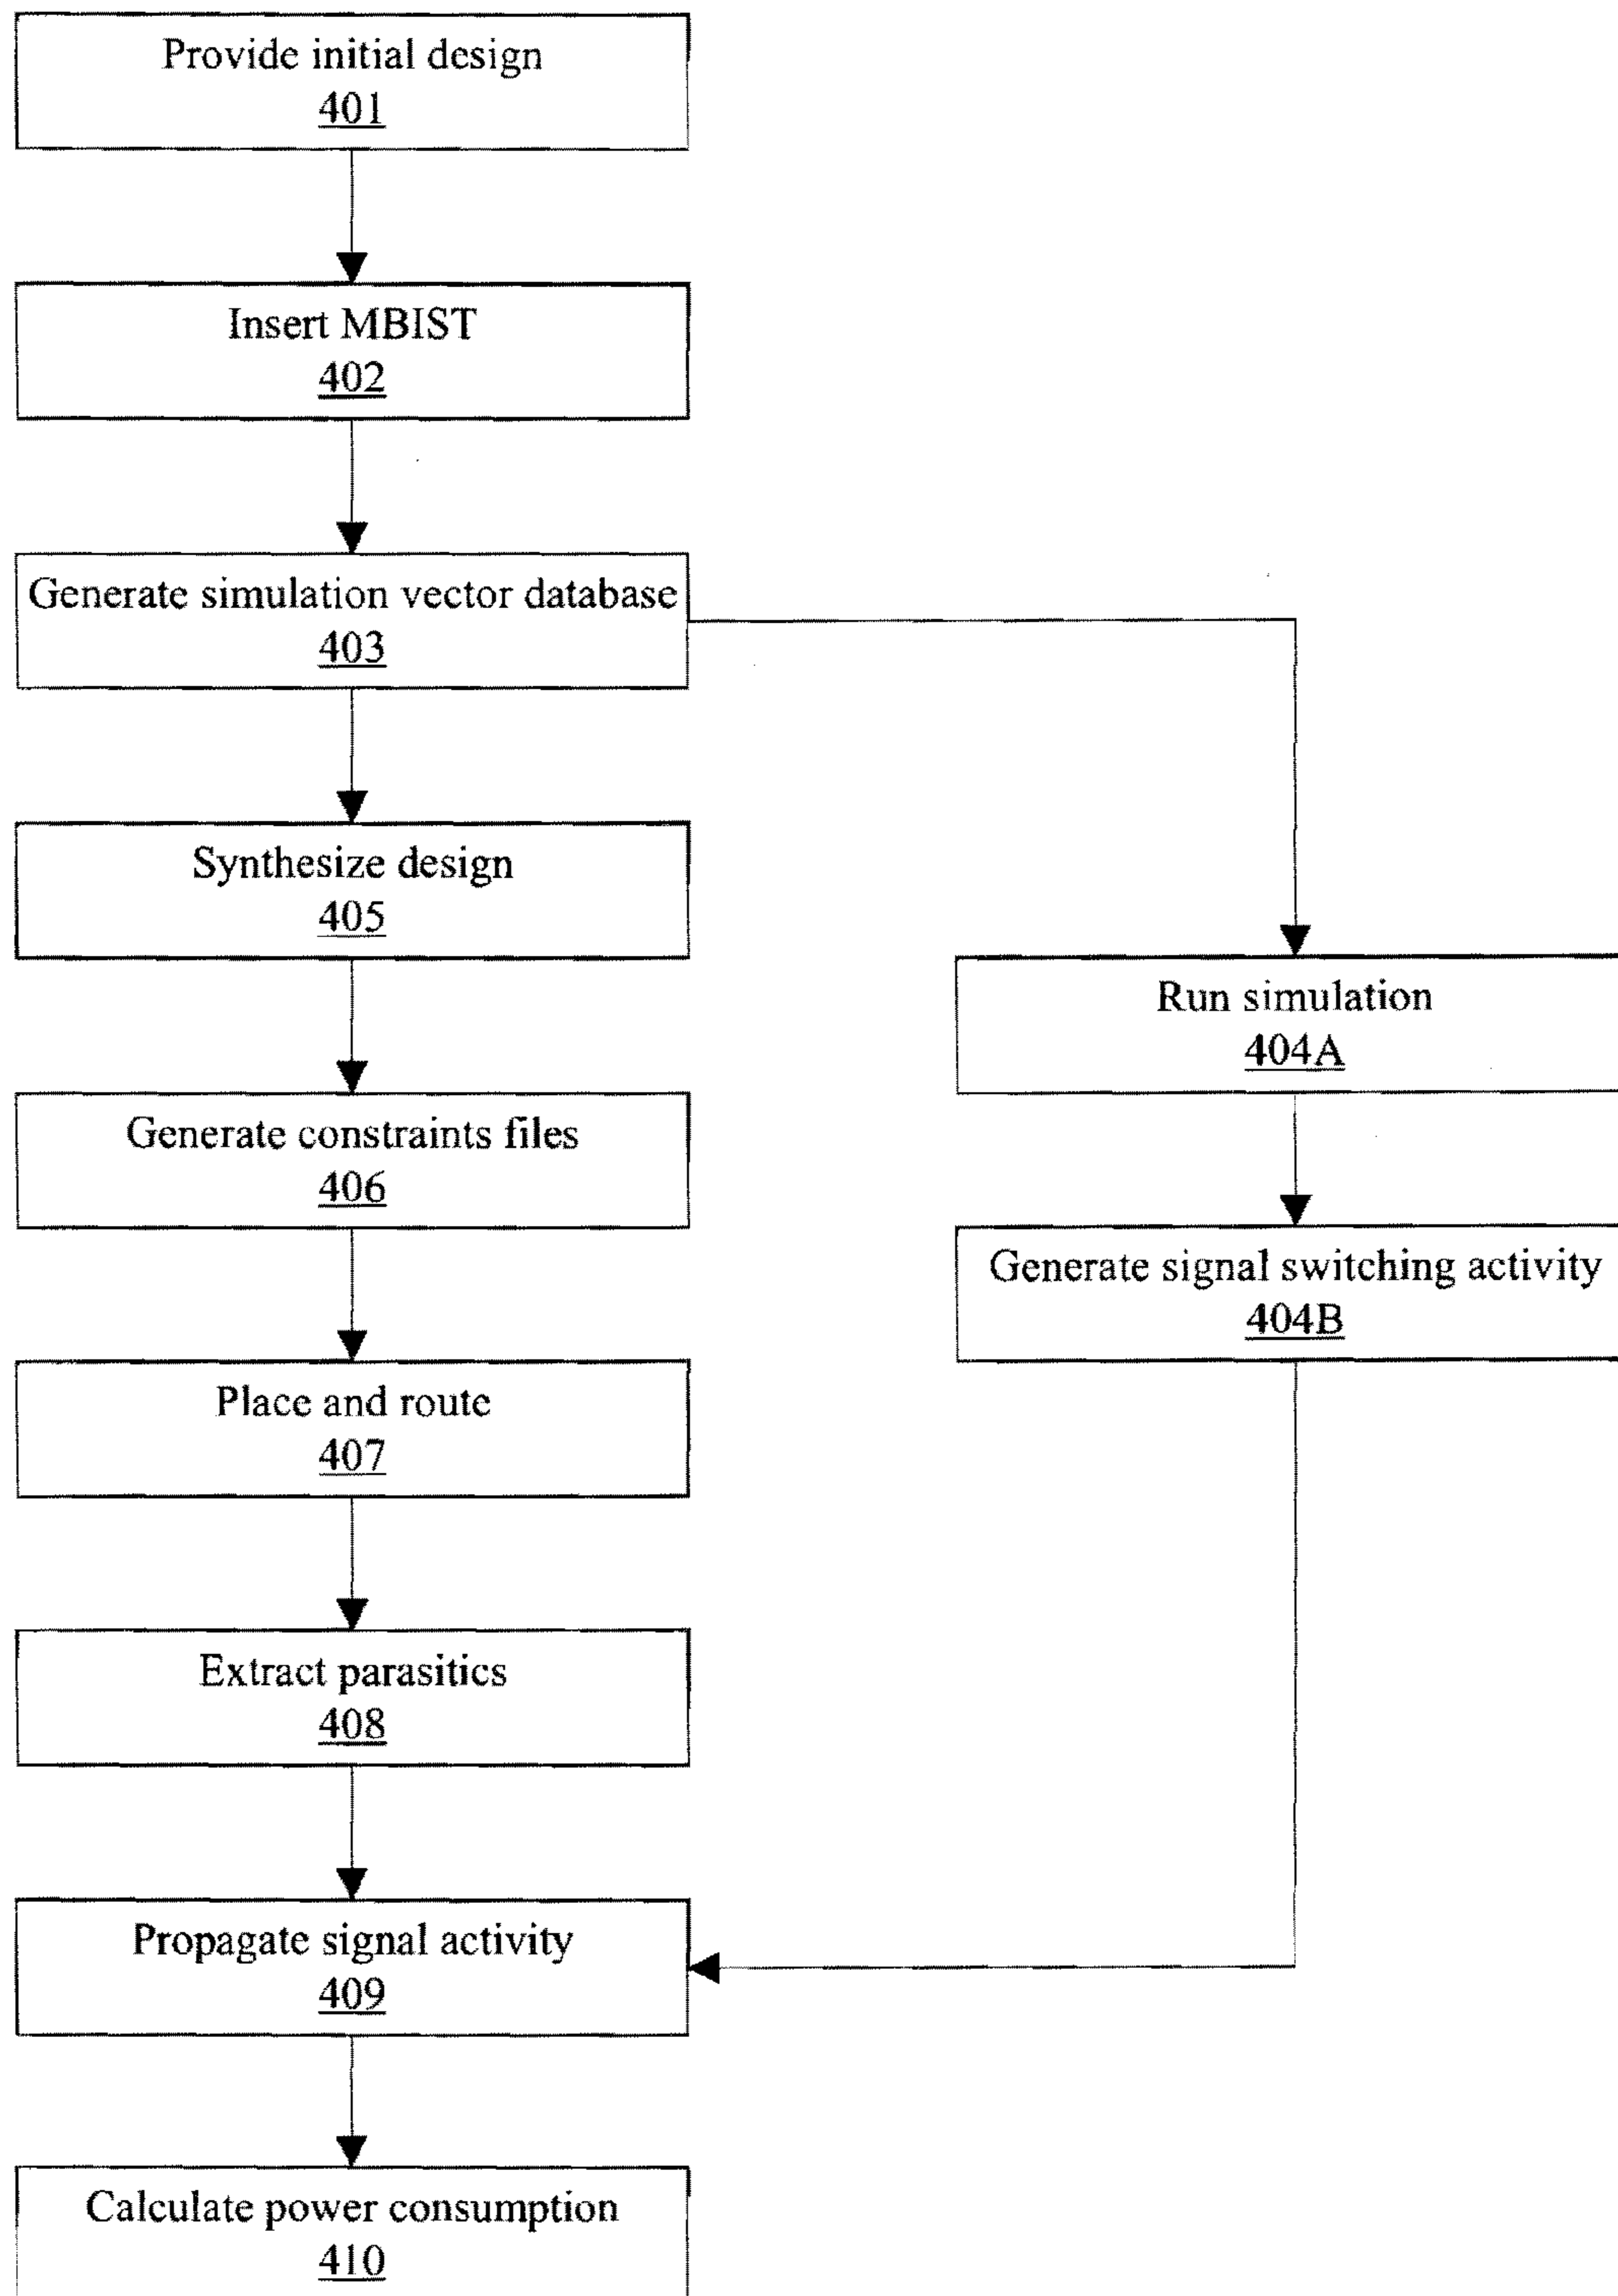 Provide initial design
401
Insert MBIST
402
Generate simulation vector database
403
Synthesize design
405
Run simulation
404A
Generate constraints files
406
Generate signal switching activity
404B
Place and route
407
Extract parasitics
408
Propagate signal activity
409
Calculate power consumption
410